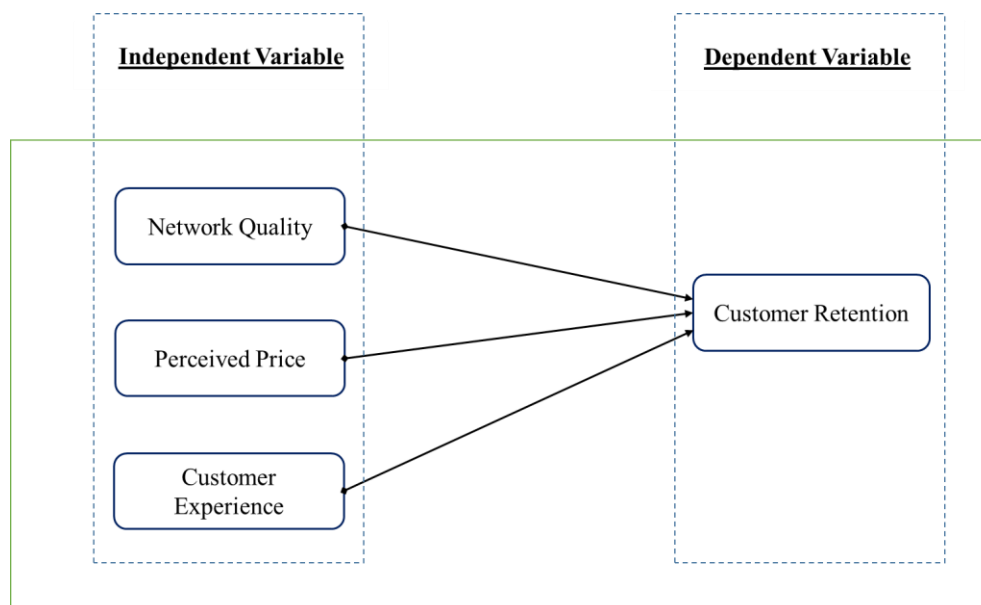 Independent Variable
Dependent Variable
Network Quality
Perceived Price
Customer
Experience
Customer Retention